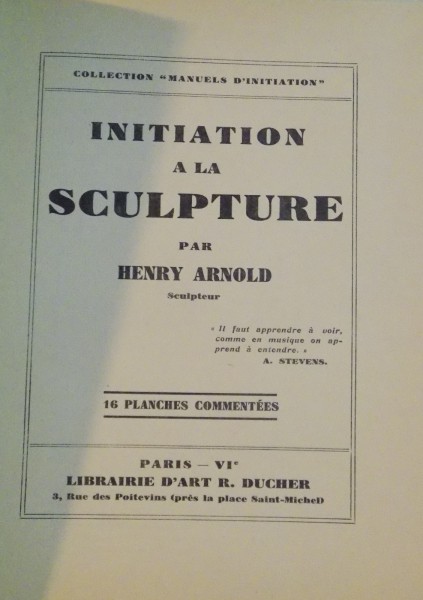 COLLECTION "MANUELS D'INITIATION"
INITIATION
A LA
SCULPTURE
PAR
HENRY ARNOLD
Sculpteur
« Il faut apprendre à voir,
comme en musique on ap-
prend à entendre. »
A. STEVENS.
16 PLANCHES COMMENTÉES
PARIS — VIe
LIBRAIRIE D'ART R. DUCHER
3, Rue des Poitevins (près la place Saint-Michel)